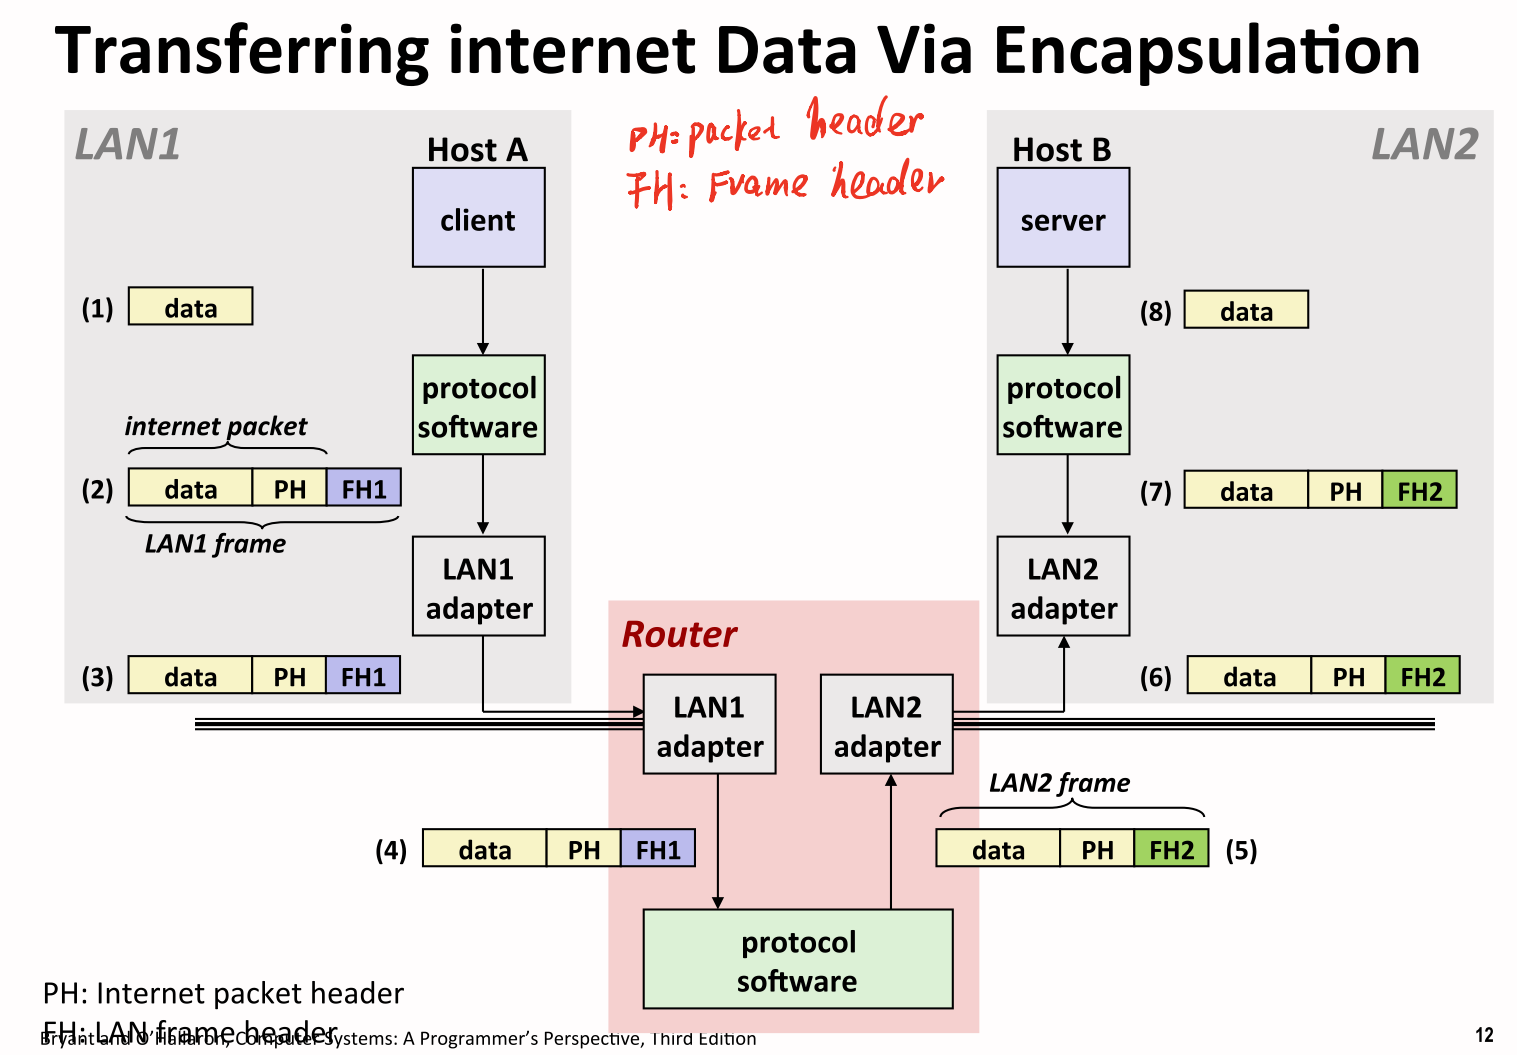 Transferring internet Data Via Encapsulation
LAN1
Host A
PH=packet header
FH: Frame header
Host B
LAN2
client
server
(1) data
(8) data
protocol
software
protocol
software
internet packet
(2) data PH FH1
(7) data PH FH2
LAN1 frame
LAN1
adapter
LAN2
adapter
Router
(3) data PH FH1
(6) data PH FH2
LAN1
adapter
LAN2
adapter
LAN2 frame
(4) data PH FH1
data PH FH2 (5)
protocol
software
PH: Internet packet header
FH: LAN frame header
Bryant and O'Hallaron, Computer Systems: A Programmer's Perspective, Third Edition
12